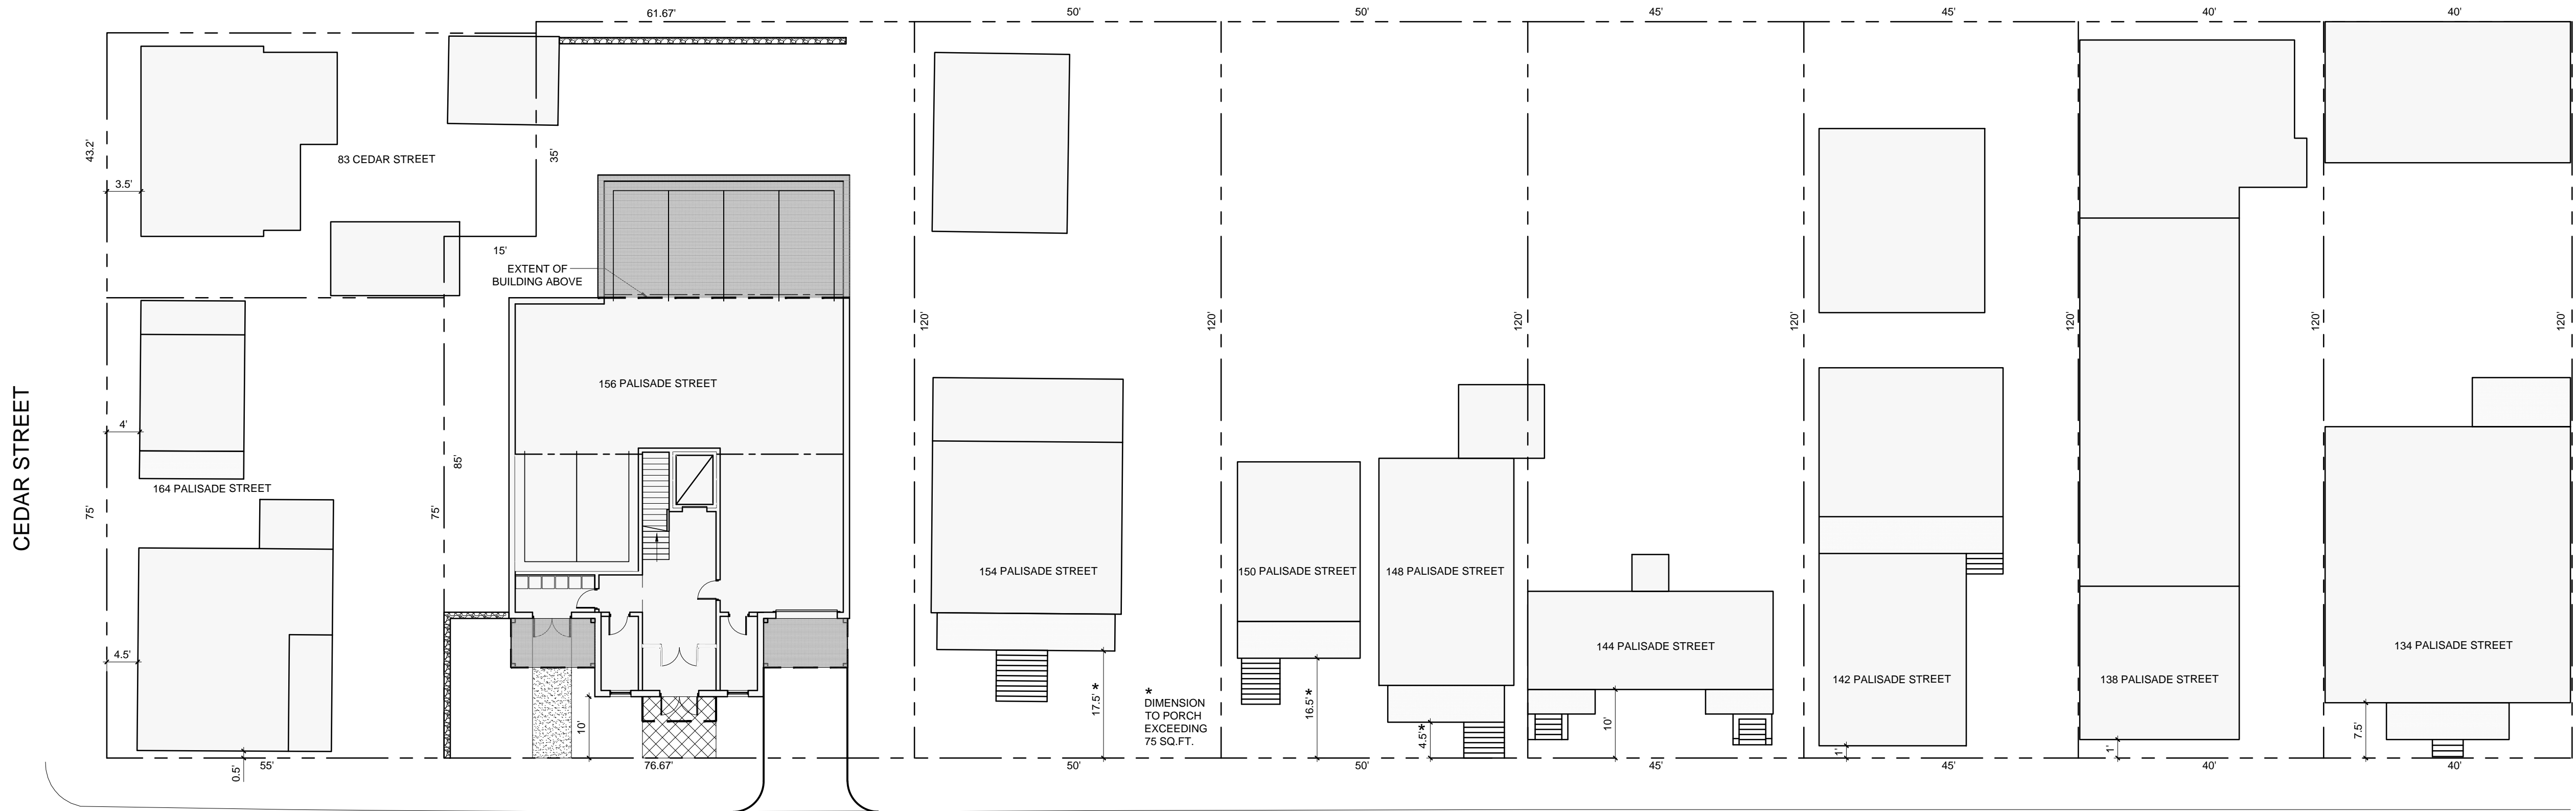 61.67'
50'
50'
45'
45'
40'
40'
43.2'
3.5'
83 CEDAR STREET
35'
15'
EXTENT OF
BUILDING ABOVE
120'
120'
120'
120'
120'
120'
120'
156 PALISADE STREET
CEDAR STREET
4'
85'
164 PALISADE STREET
75'
75'
154 PALISADE STREET
150 PALISADE STREET
148 PALISADE STREET
144 PALISADE STREET
142 PALISADE STREET
138 PALISADE STREET
134 PALISADE STREET
4.5'
10'
17.5' *
*
DIMENSION
TO PORCH
EXCEEDING
75 SQ.FT.
16.5'*
4.5'*
10'
1'
1'
7.5'
0.5'
55'
76.67'
50'
50'
45'
45'
40'
40'